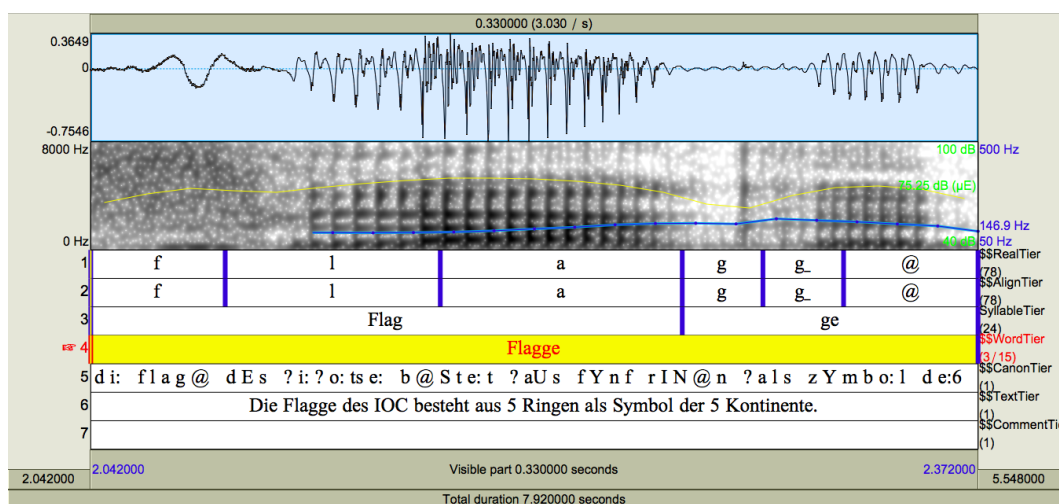 0.330000 (3.030 / s)
0.3649
0
-0.7546
8000 Hz 100 dB 500 Hz
75.25 dB (µE)
146.9 Hz
0 Hz 40 dB 50 Hz
1 f l a g g_ @ $$RealTier (78)
2 f l a g g_ @ $$AlignTier (78)
3 Flag ge SyllableTier (24)
☞ 4 Flagge $$WordTier (3/15)
5 d i: f l a g @ d E s ? i: ? o: ts e: b @ S t e: t ? aU s f Y n f r I N @ n ? a l s z Y m b o: l d e:6 $$CanonTier (1)
6 Die Flagge des IOC besteht aus 5 Ringen als Symbol der 5 Kontinente. $$TextTier (1)
7 $$CommentTie (1)
2.042000 Visible part 0.330000 seconds 2.372000
2.042000 5.548000
Total duration 7.920000 seconds